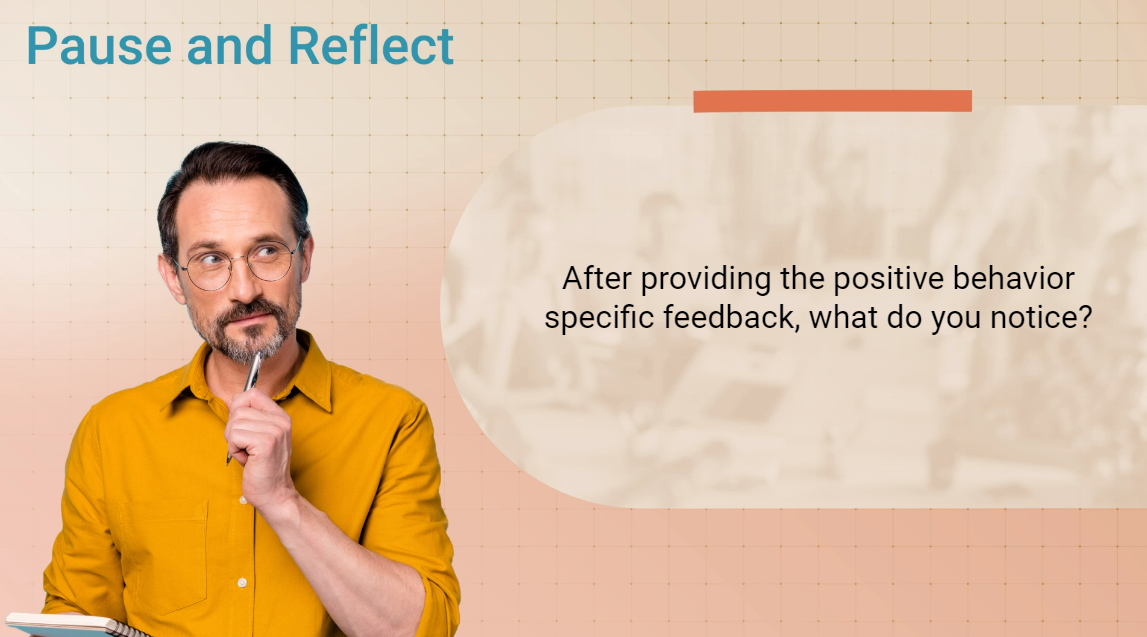 Pause and Reflect
After providing the positive behavior
specific feedback, what do you notice?